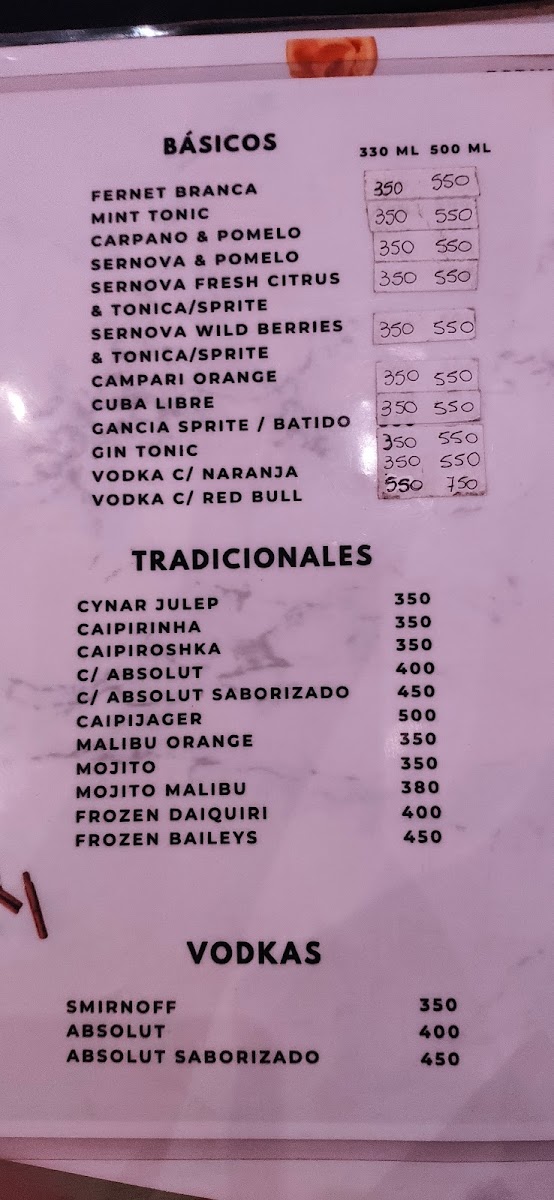 BÁSICOS 330 ML 500 ML
FERNET BRANCA 350 550
MINT TONIC 350 550
CARPANO & POMELO 350 550
SERNOVA & POMELO
SERNOVA FRESH CITRUS 350 550
& TONICA/SPRITE
SERNOVA WILD BERRIES 350 550
& TONICA/SPRITE
CAMPARI ORANGE 350 550
CUBA LIBRE 350 550
GANCIA SPRITE / BATIDO
GIN TONIC 350 550
VODKA C/ NARANJA 350 550
VODKA C/ RED BULL 550 750
TRADICIONALES
CYNAR JULEP 350
CAIPIRINHA 350
CAIPIROSHKA 350
C/ ABSOLUT 400
C/ ABSOLUT SABORIZADO 450
CAIPIJAGER 500
MALIBU ORANGE 350
MOJITO 350
MOJITO MALIBU 380
FROZEN DAIQUIRI 400
FROZEN BAILEYS 450
VODKAS
SMIRNOFF 350
ABSOLUT 400
ABSOLUT SABORIZADO 450